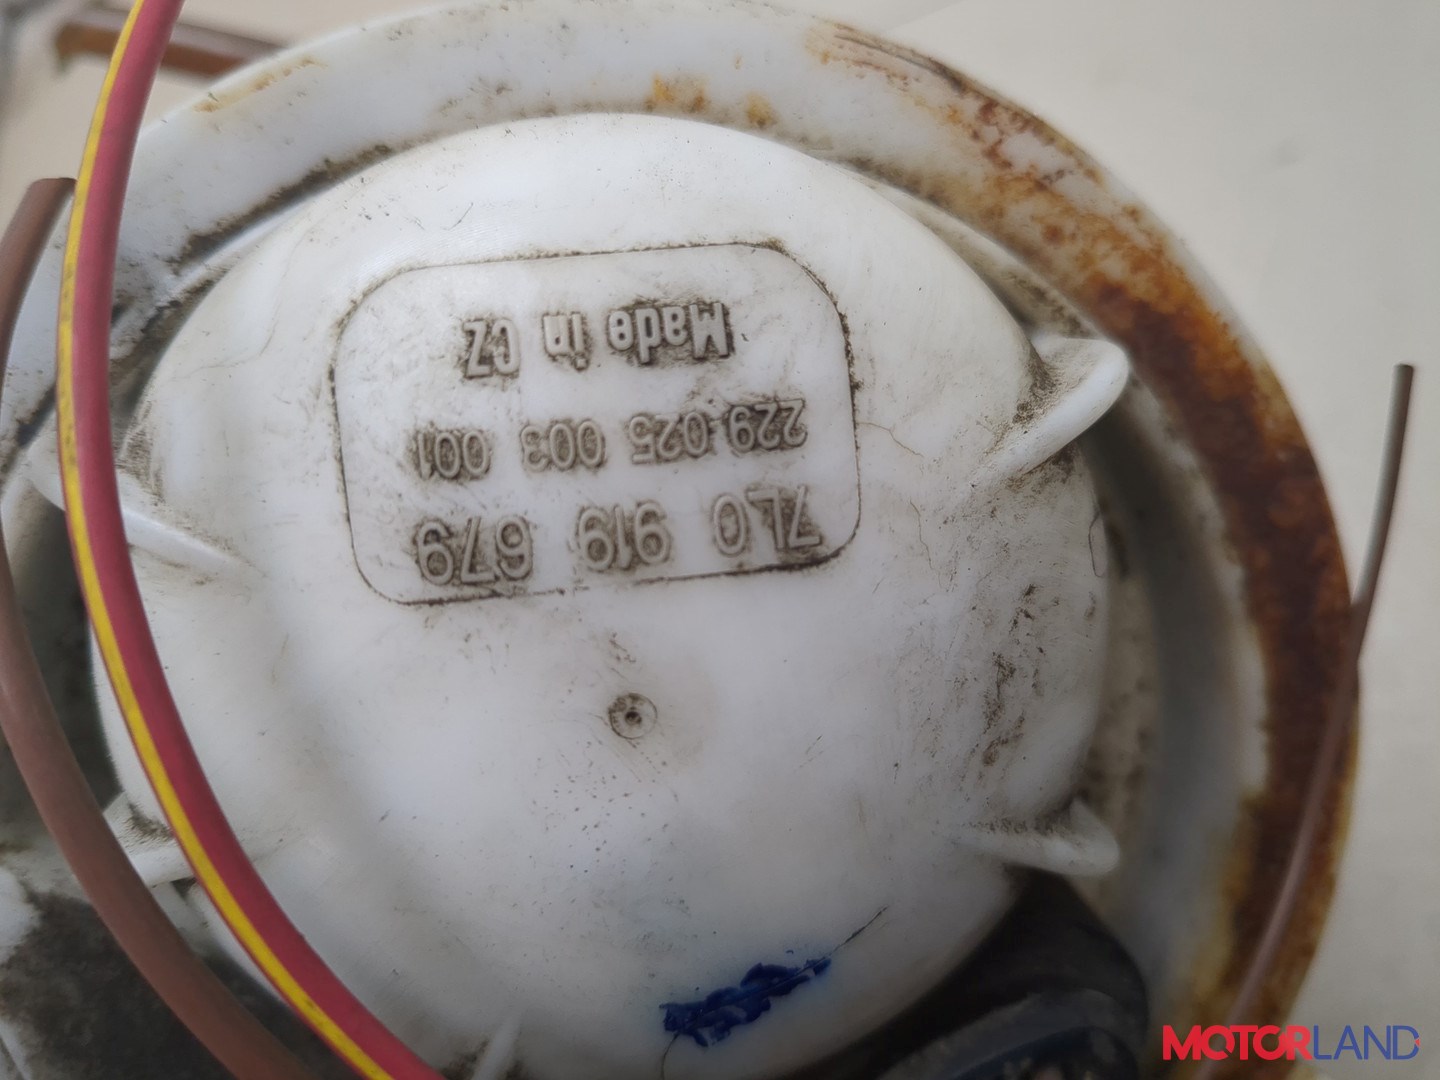 7L0 919 679
229 025 003 001
Made in CZ
MOTORLAND